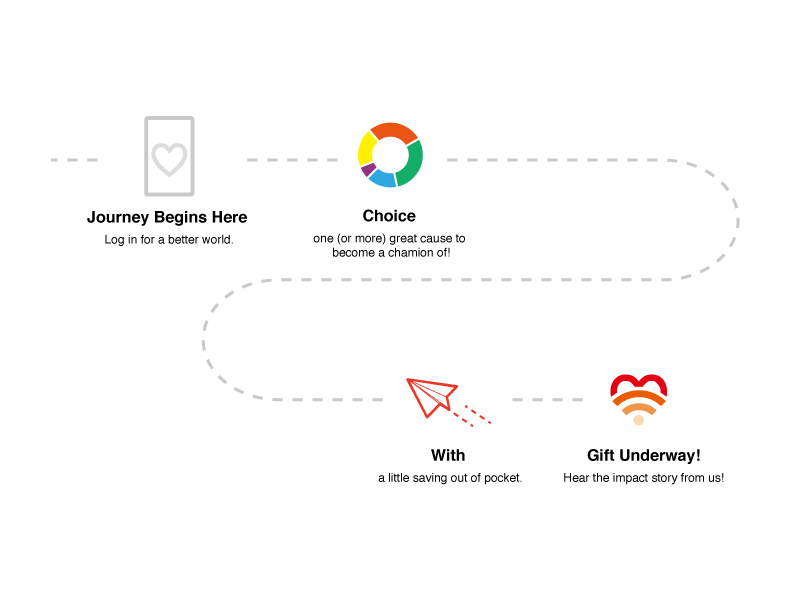 Journey Begins Here
Log in for a better world.
Choice
one (or more) great cause to
become a chamion of!
With
a little saving out of pocket.
Gift Underway!
Hear the impact story from us!